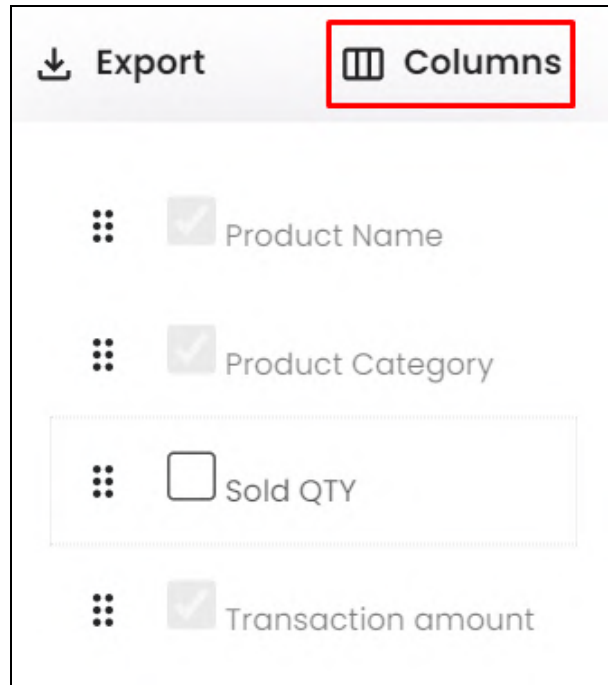 Export Columns
Product Name
Product Category
Sold QTY
Transaction amount